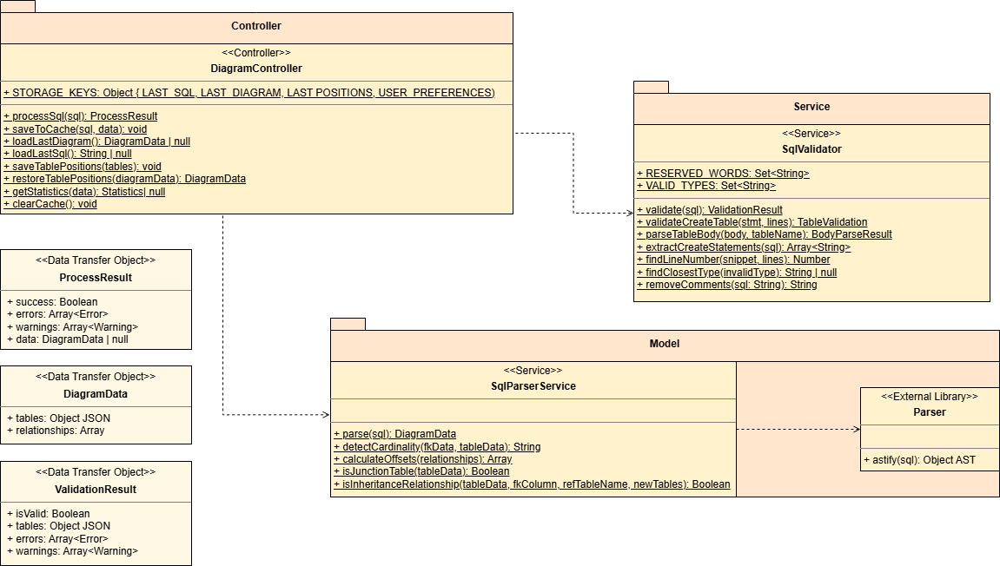 Controller
<<Controller>>
DiagramController
+ STORAGE_KEYS: Object { LAST_SQL, LAST_DIAGRAM, LAST POSITIONS, USER_PREFERENCES)
+ processSql(sql): ProcessResult
+ saveToCache(sql, data): void
+ loadLastDiagram(): DiagramData | null
+ loadLastSql(): String | null
+ saveTablePositions(tables): void
+ restoreTablePositions(diagramData): DiagramData
+ getStatistics(data): Statistics| null
+ clearCache(): void
Service
<<Service>>
SqlValidator
+ RESERVED_WORDS: Set<String>
+ VALID_TYPES: Set<String>
+ validate(sql): ValidationResult
+ validateCreateTable(stmt, lines): TableValidation
+ parseTableBody(body, tableName): BodyParseResult
+ extractCreateStatements(sql): Array<String>
+ findLineNumber(snippet, lines): Number
+ findClosestType(invalidType): String | null
+ removeComments(sql: String): String
<<Data Transfer Object>>
ProcessResult
+ success: Boolean
+ errors: Array<Error>
+ warnings: Array<Warning>
+ data: DiagramData | null
<<Data Transfer Object>>
DiagramData
+ tables: Object JSON
+ relationships: Array
<<Data Transfer Object>>
ValidationResult
+ isValid: Boolean
+ tables: Object JSON
+ errors: Array<Error>
+ warnings: Array<Warning>
Model
<<Service>>
SqlParserService
+ parse(sql): DiagramData
+ detectCardinality(fkData, tableData): String
+ calculateOffsets(relationships): Array
+ isJunctionTable(tableData): Boolean
+ isInheritanceRelationship(tableData, fkColumn, refTableName, newTables): Boolean
<<External Library>>
Parser
+ astify(sql): Object AST